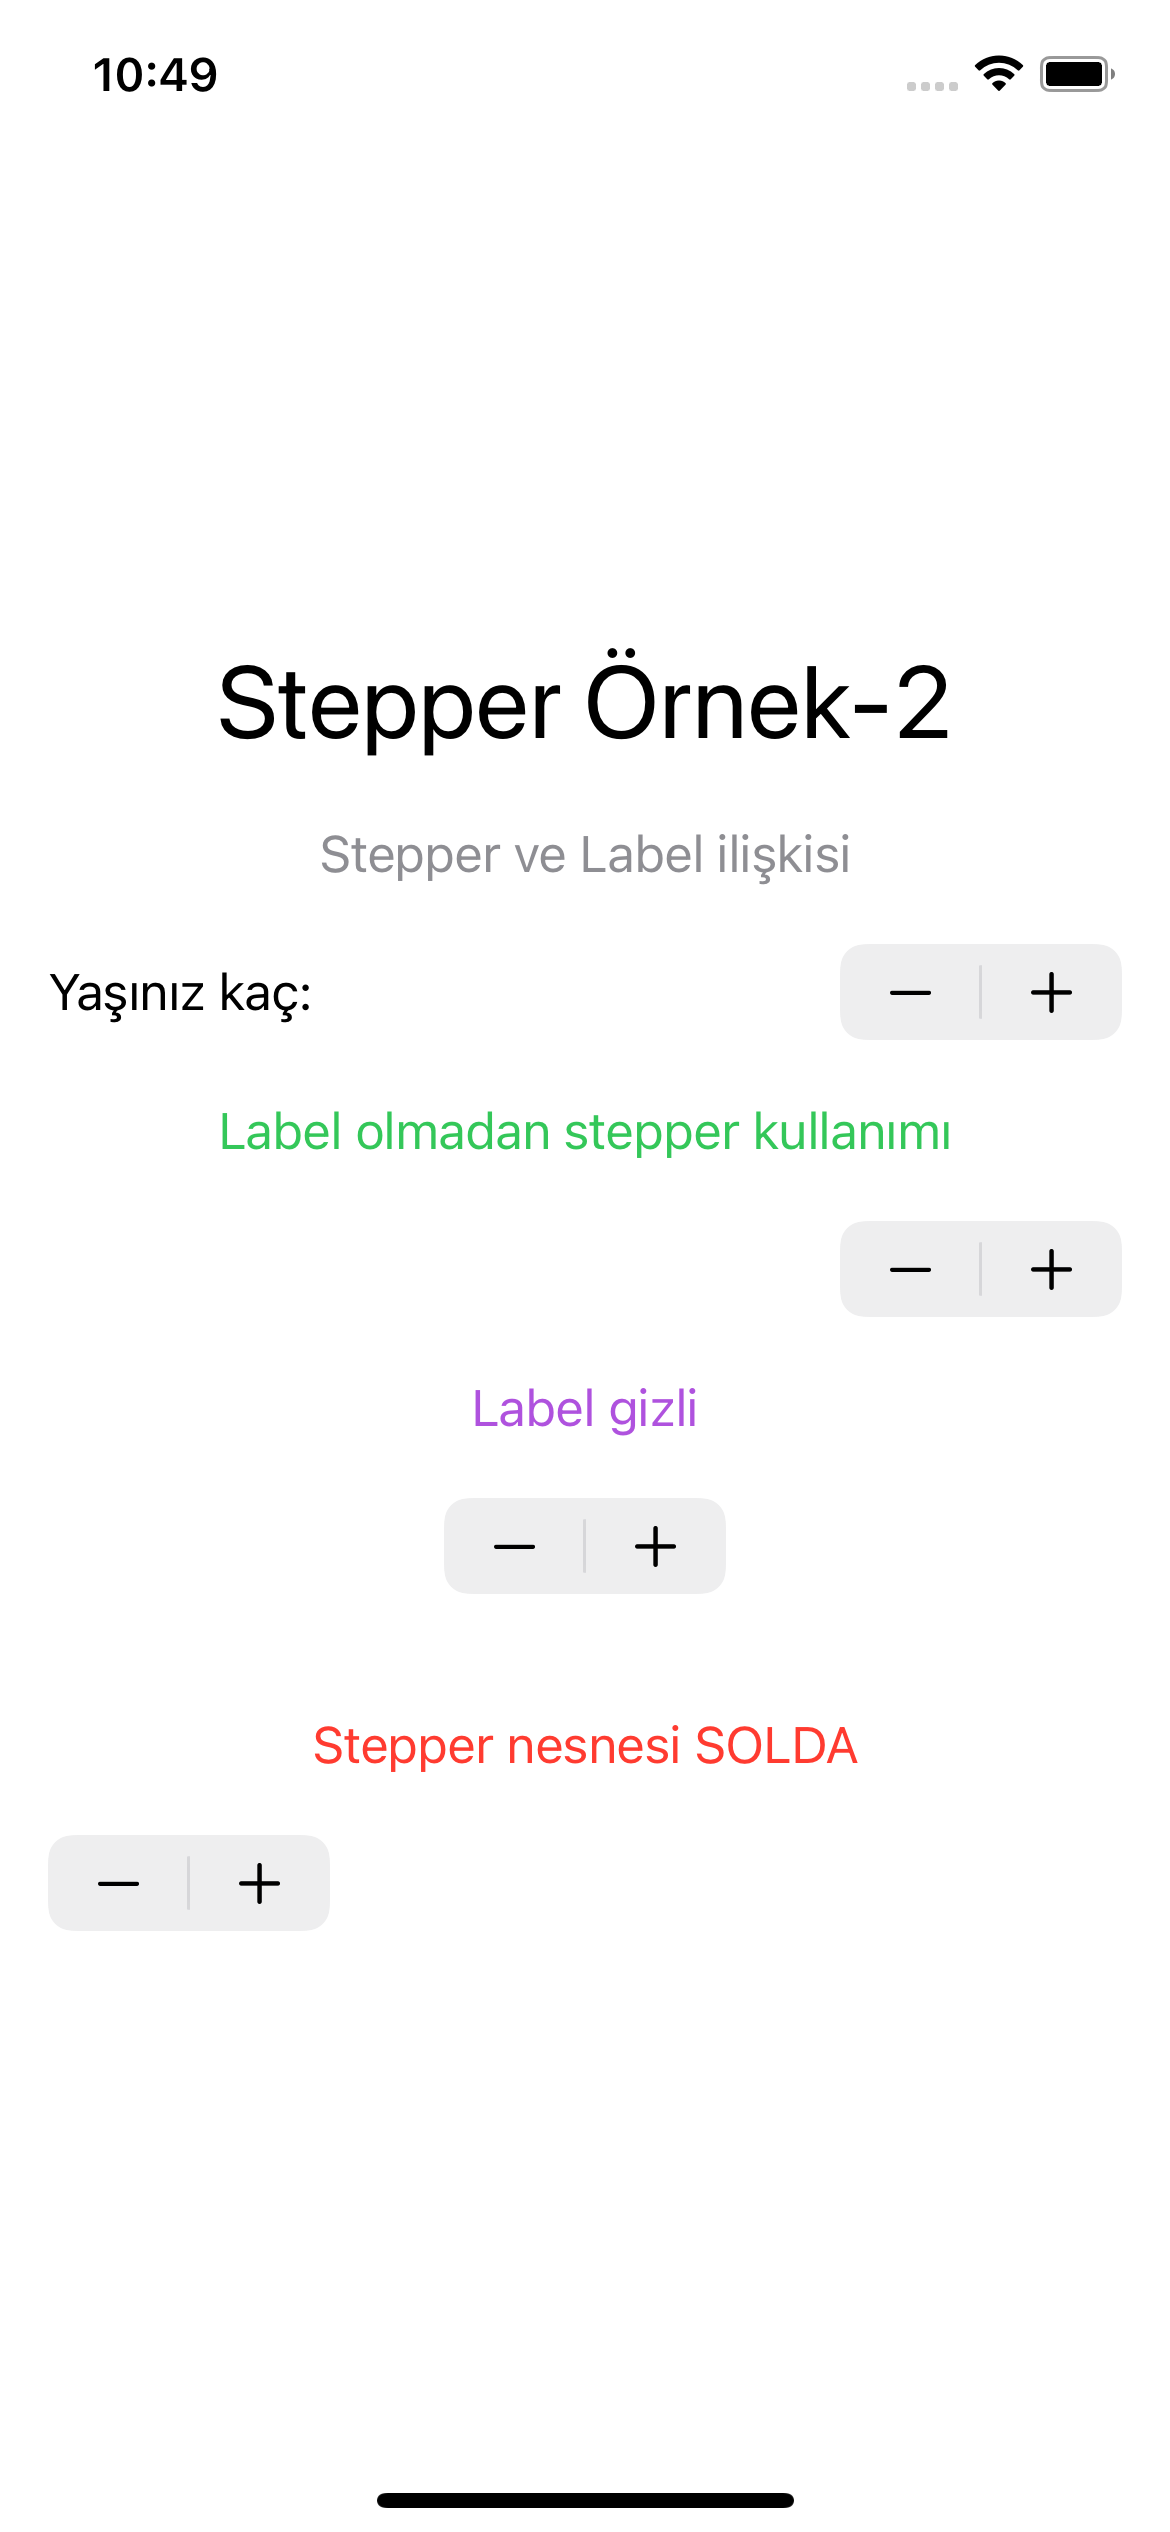 10:49
Stepper Örnek-2
Stepper ve Label ilişkisi
Yaşınız kaç:
Label olmadan stepper kullanımı
Label gizli
Stepper nesnesi SOLDA